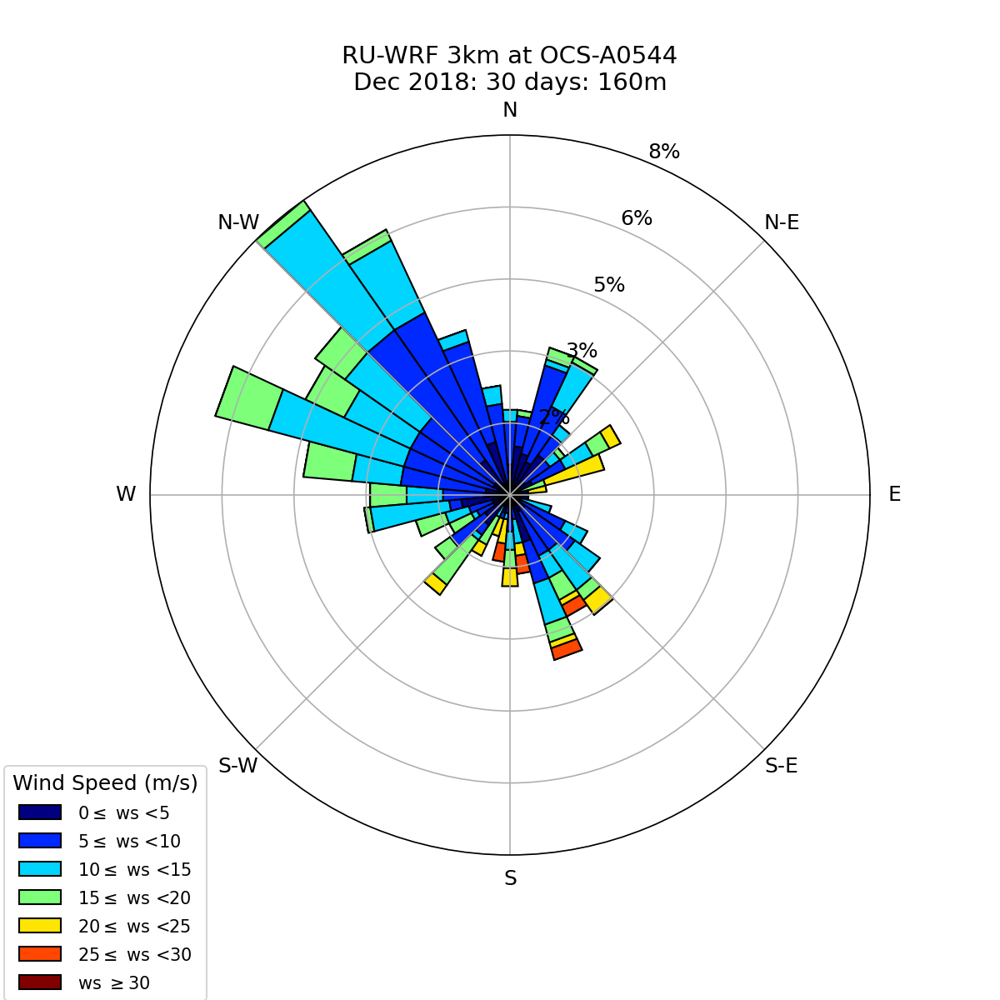 RU-WRF 3km at OCS-A0544
Dec 2018: 30 days: 160m
N
8%
N-W
6%
N-E
5%
3%
2%
W
E
S-W
S-E
S
Wind Speed (m/s)
0≤ ws <5
5≤ ws <10
10≤ ws <15
15≤ ws <20
20≤ ws <25
25≤ ws <30
ws ≥30